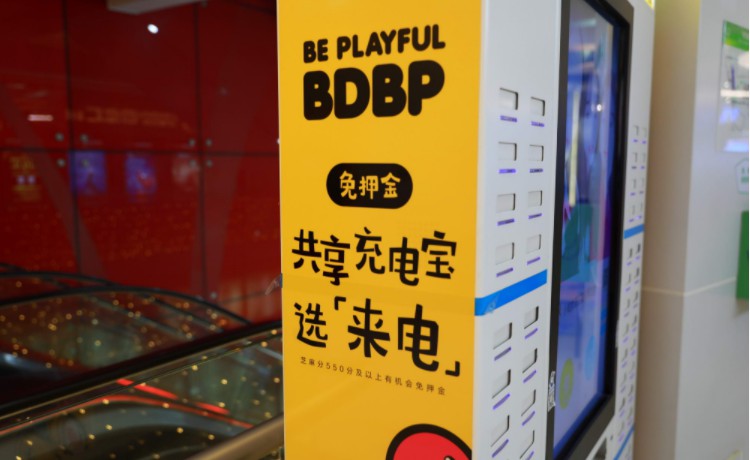 BE PLAYFUL
BDBP
免押金
共享充电宝
选「来电」
芝麻分550分及以上有机会免押金